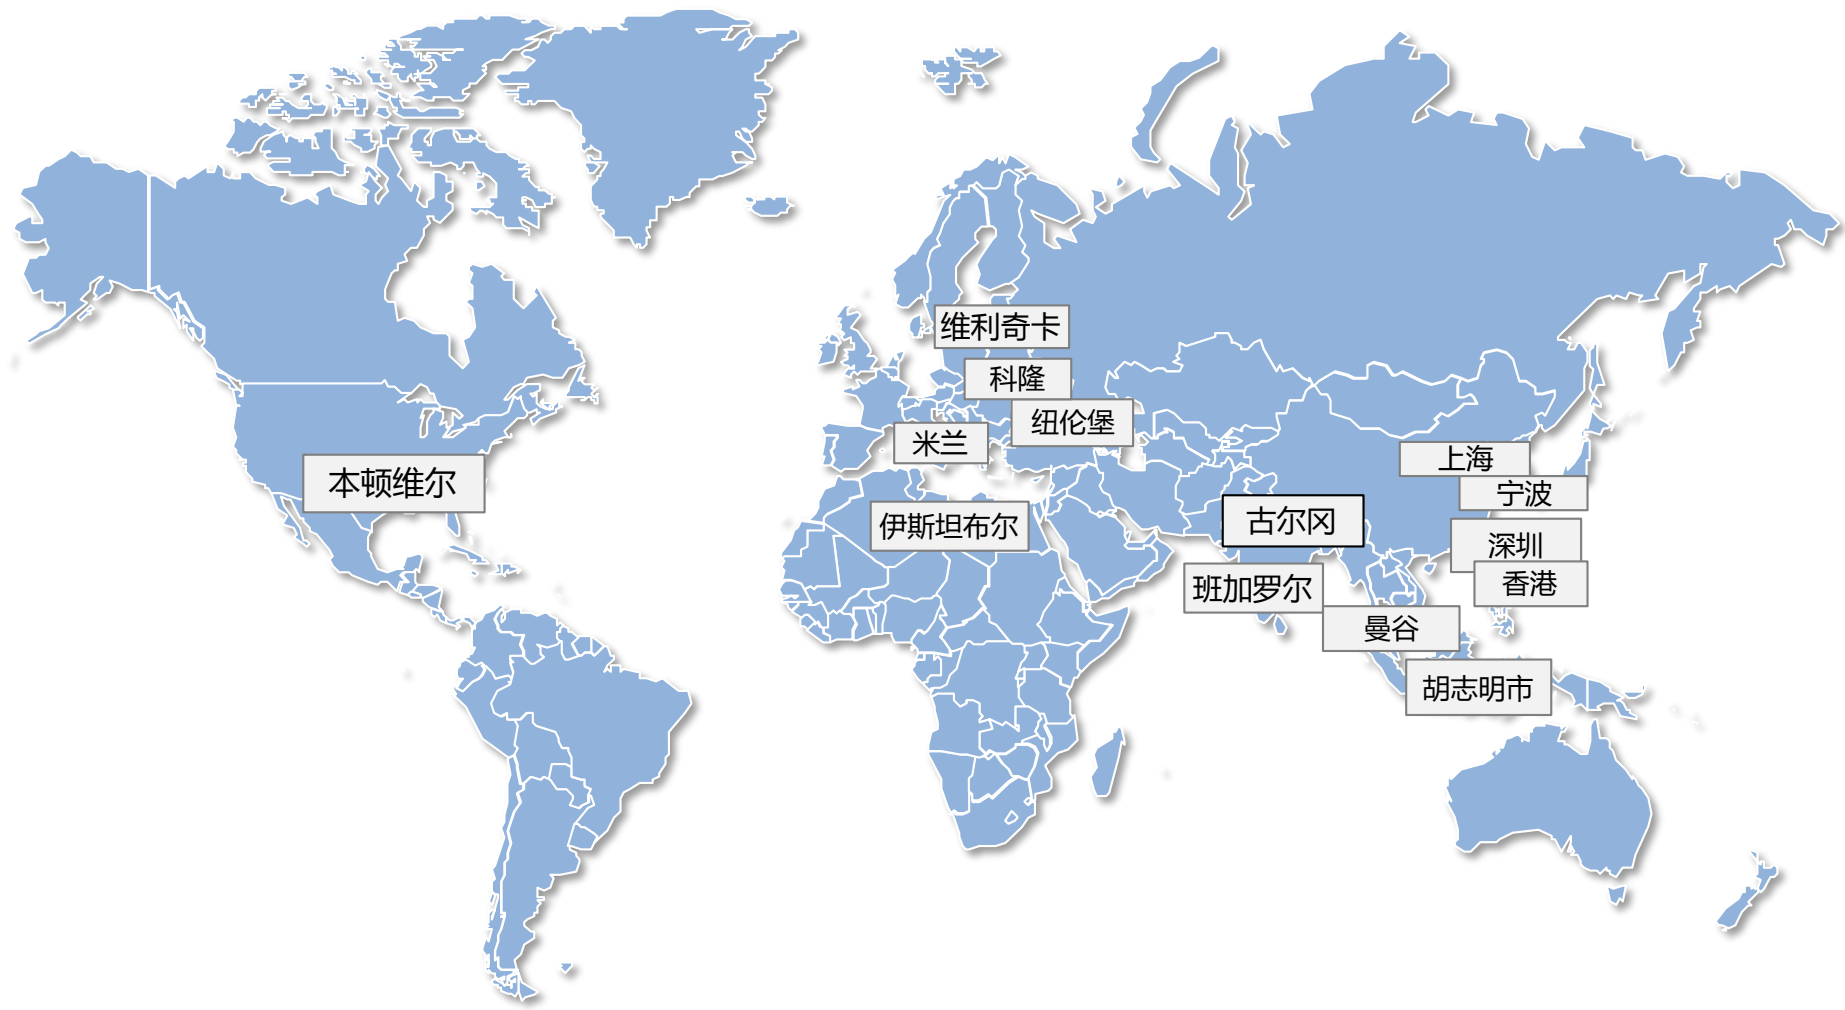 维利奇卡
科隆
纽伦堡
米兰
上海
本顿维尔
宁波
古尔冈
伊斯坦布尔
深圳
香港
班加罗尔
曼谷
胡志明市